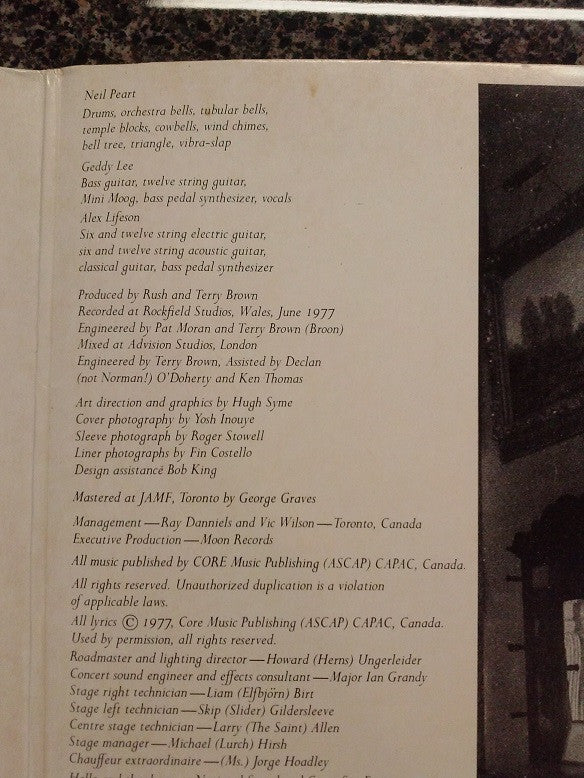 Neil Peart
Drums, orchestra bells, tubular bells,
temple blocks, cowbells, wind chimes,
bell tree, triangle, vibra-slap
Geddy Lee
Bass guitar, twelve string guitar,
Mini Moog, bass pedal synthesizer, vocals
Alex Lifeson
Six and twelve string electric guitar,
six and twelve string acoustic guitar,
classical guitar, bass pedal synthesizer
Produced by Rush and Terry Brown
Recorded at Rockfield Studios, Wales, June 1977
Engineered by Pat Moran and Terry Brown (Broon)
Mixed at Advision Studios, London
Engineered by Terry Brown, Assisted by Declan
(not Norman!) O'Doherty and Ken Thomas
Art direction and graphics by Hugh Syme
Cover photography by Yosh Inouye
Sleeve photograph by Roger Stowell
Liner photographs by Fin Costello
Design assistance Bob King
Mastered at JAMF, Toronto by George Graves
Management—Ray Danniels and Vic Wilson—Toronto, Canada
Executive Production—Moon Records
All music published by CORE Music Publishing (ASCAP) CAPAC, Canada.
All rights reserved. Unauthorized duplication is a violation
of applicable laws.
All lyrics © 1977, Core Music Publishing (ASCAP) CAPAC, Canada.
Used by permission, all rights reserved.
Roadmaster and lighting director—Howard (Herns) Ungerleider
Concert sound engineer and effects consultant—Major Ian Grandy
Stage right technician—Liam (Elfbjörn) Birt
Stage left technician—Skip (Slider) Gildersleeve
Centre stage technician—Larry (The Saint) Allen
Stage manager—Michael (Lurch) Hirsh
Chauffeur extraordinaire—(Ms.) Jorge Hoadley